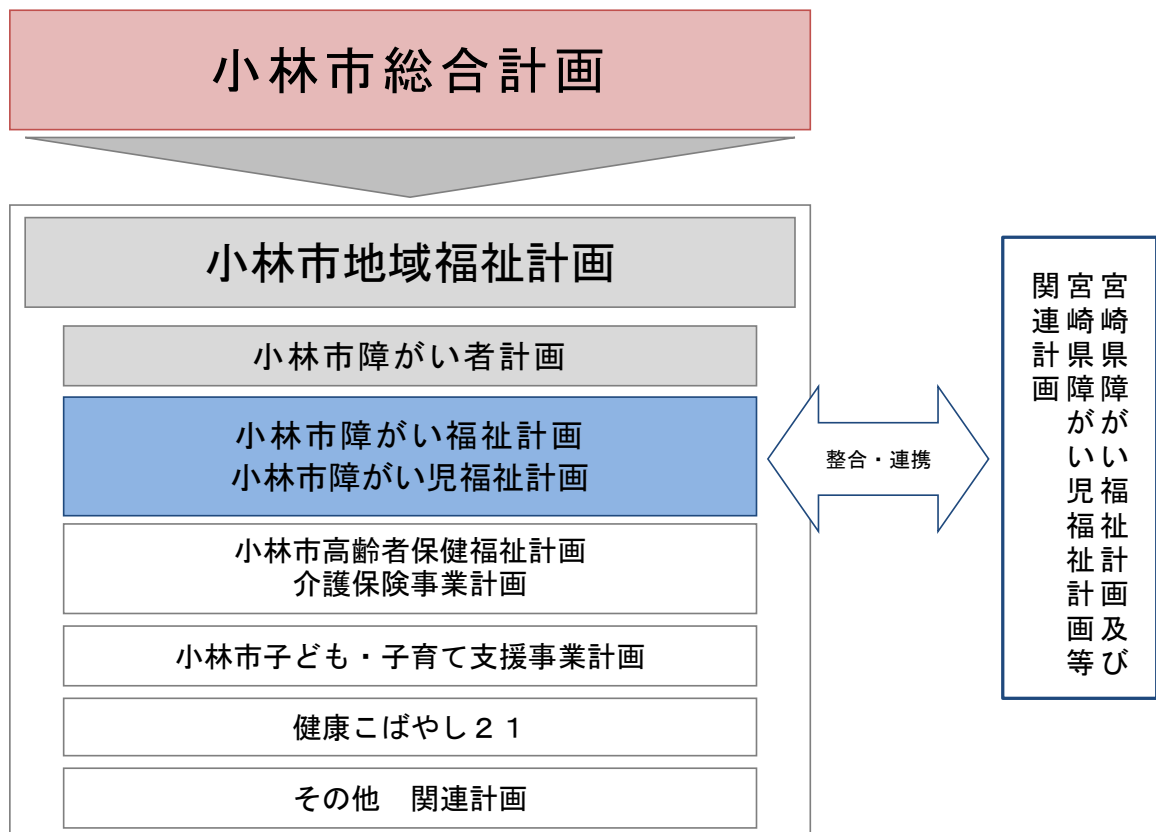 小林市総合計画
小林市地域福祉計画
小林市障がい者計画
小林市障がい福祉計画
小林市障がい児福祉計画
小林市高齢者保健福祉計画
介護保険事業計画
小林市子ども・子育て支援事業計画
健康こばやし２１
その他　関連計画
整合・連携
宮崎県障がい福祉計画及び
宮崎県障がい児福祉計画等
関連計画